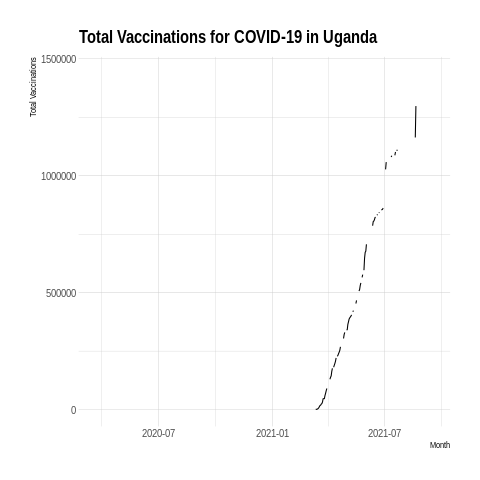 Total Vaccinations for COVID-19 in Uganda
Total Vaccinations
1500000
1000000
500000
0
2020-07
2021-01
2021-07
Month